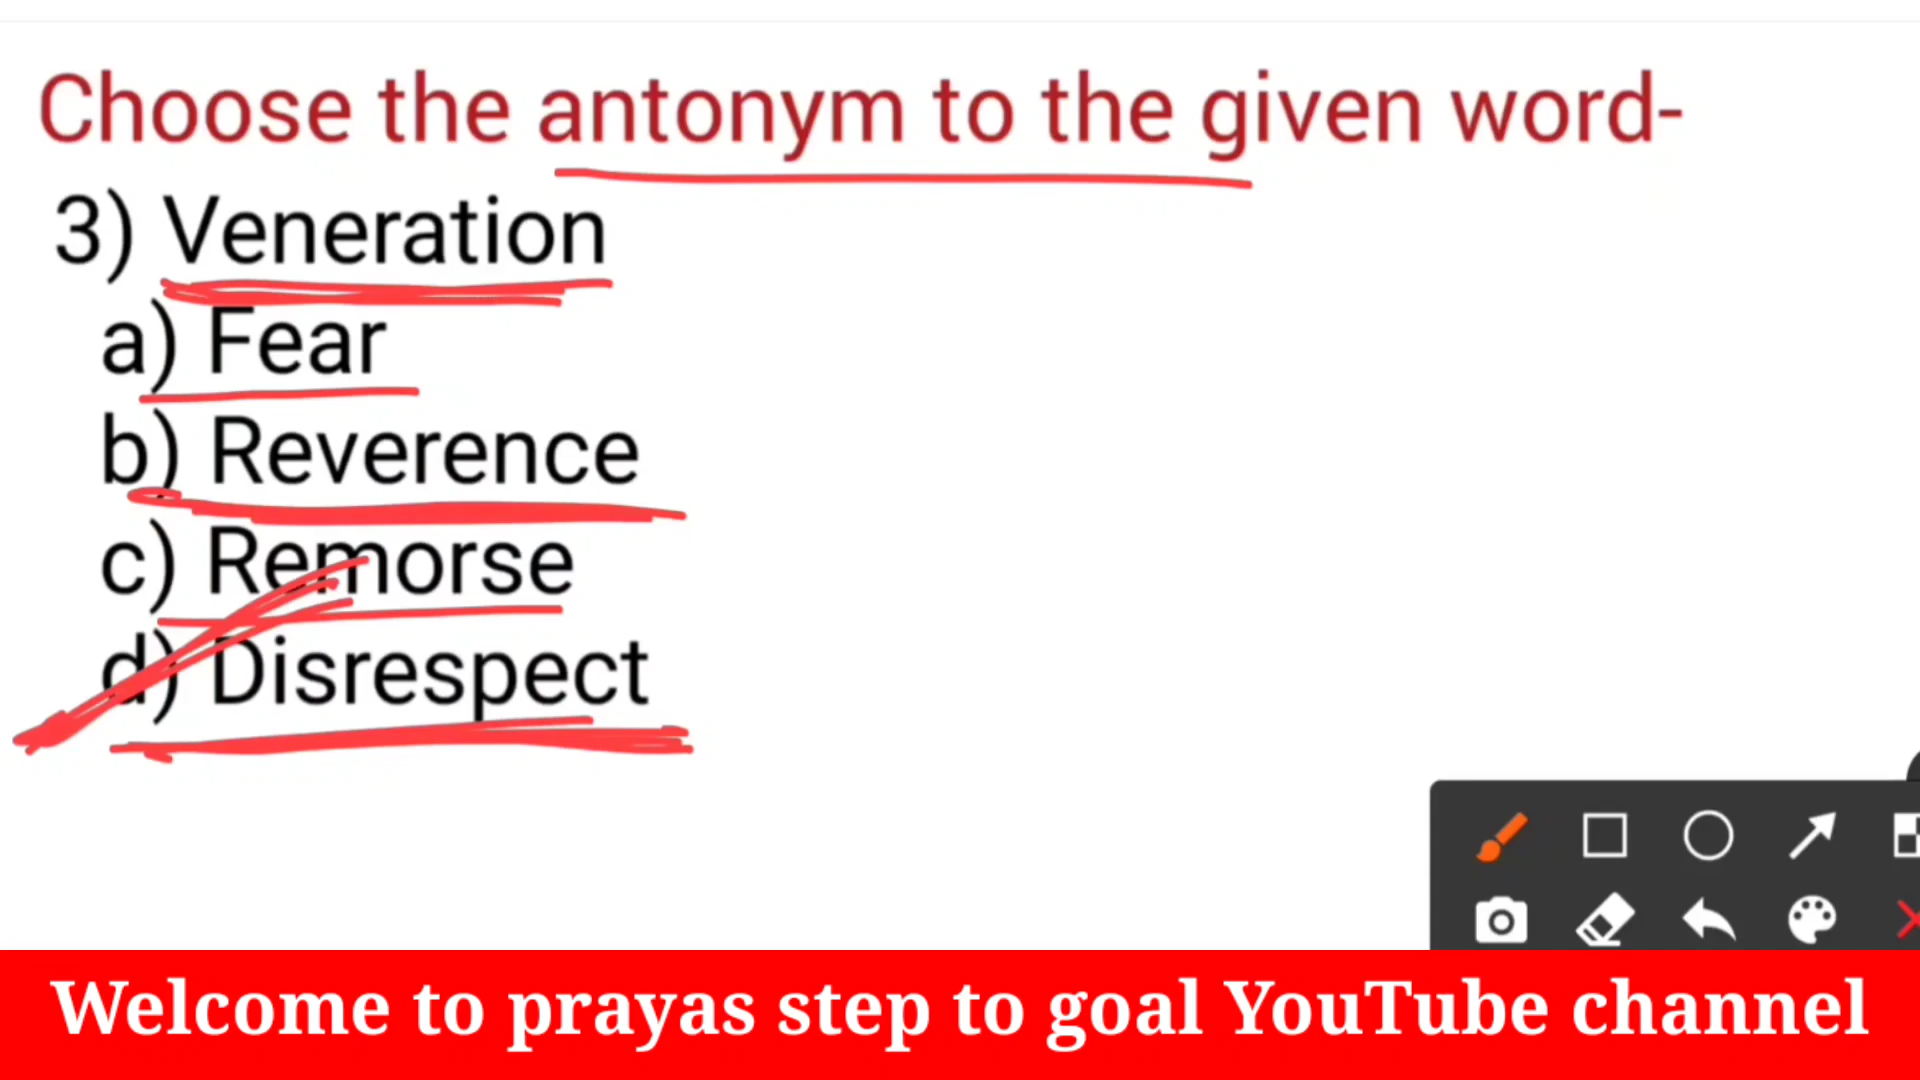 Choose the antonym to the given word-
3) Veneration
a) Fear
b) Reverence
c) Remorse
d) Disrespect
Welcome to prayas step to goal YouTube channel